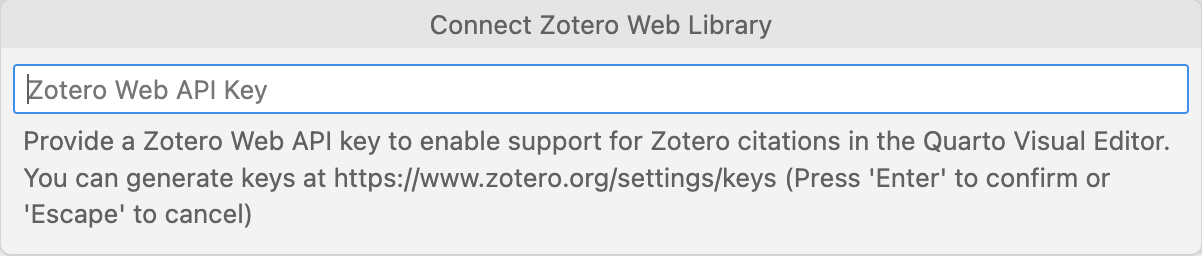 Connect Zotero Web Library
Zotero Web API Key
Provide a Zotero Web API key to enable support for Zotero citations in the Quarto Visual Editor.
You can generate keys at https://www.zotero.org/settings/keys (Press 'Enter' to confirm or
'Escape' to cancel)